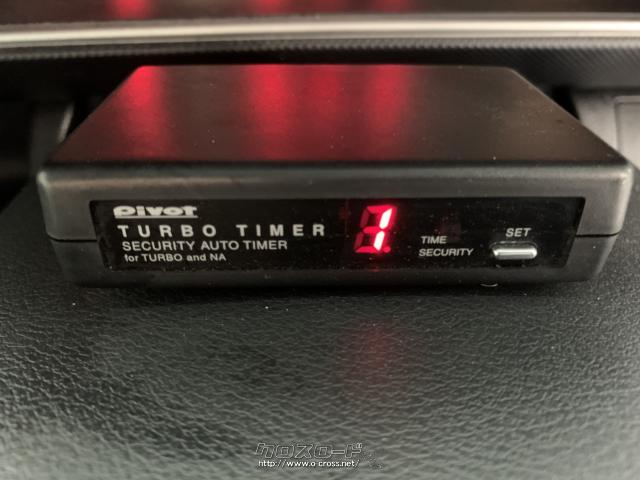 Pivot
TURBO TIMER
SECURITY AUTO TIMER
for TURBO and NA
1
TIME
SECURITY
SET
クロスロード
http://www.o-cross.net/